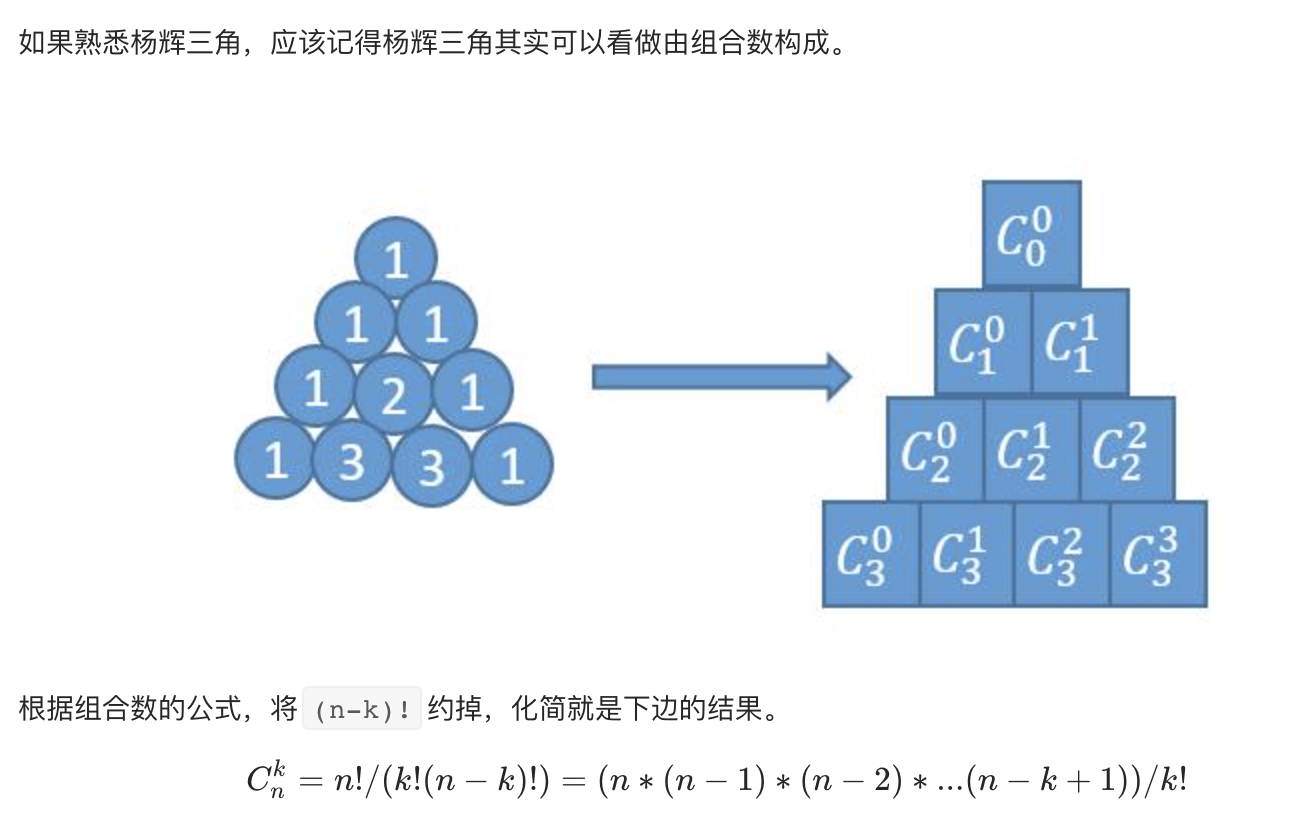 如果熟悉杨辉三角，应该记得杨辉三角其实可以看做由组合数构成。
1
1 1
1 2 1
1 3 3 1
C_0^0
C_1^0 C_1^1
C_2^0 C_2^1 C_2^2
C_3^0 C_3^1 C_3^2 C_3^3
根据组合数的公式，将 (n-k)! 约掉，化简就是下边的结果。
C_n^k = n!/(k!(n − k)!) = (n ∗ (n − 1) ∗ (n − 2) ∗ ...(n − k + 1))/k!